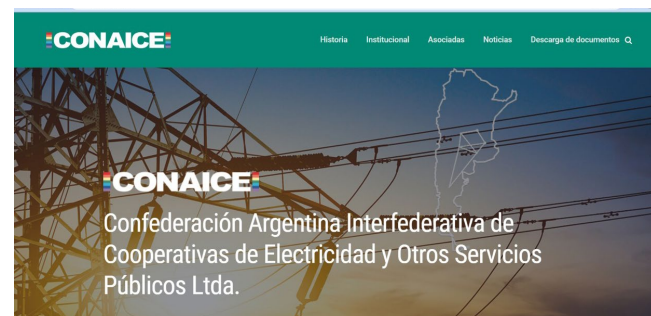 CONAICE
Historia Institucional Asociadas Noticias Descarga de documentos
CONAICE
Confederación Argentina Interfederativa de
Cooperativas de Electricidad y Otros Servicios
Públicos Ltda.